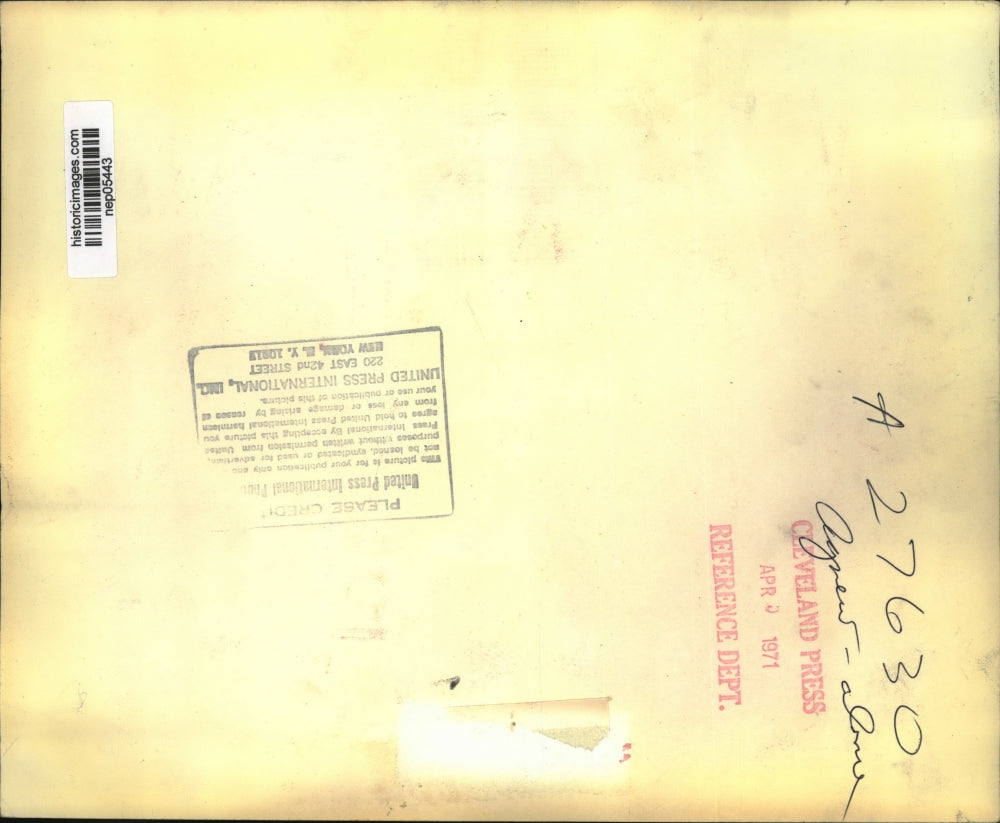 historicimages.com
nep05443
PLEASE CREDIT
United Press International
picture is for your publication only and
not be loaned, syndicated or used for advertising
purposes without written permission from United
Press International By accepting this picture you
agree to hold United Press International harmless
from any loss or damage arising by reason of
your use or publication of this picture.
UNITED PRESS INTERNATIONAL, INC.
220 EAST 42nd STREET
NEW YORK, N. Y. 10017
A 27630
Agnew - alone
CLEVELAND PRESS
APR 1971
REFERENCE DEPT.